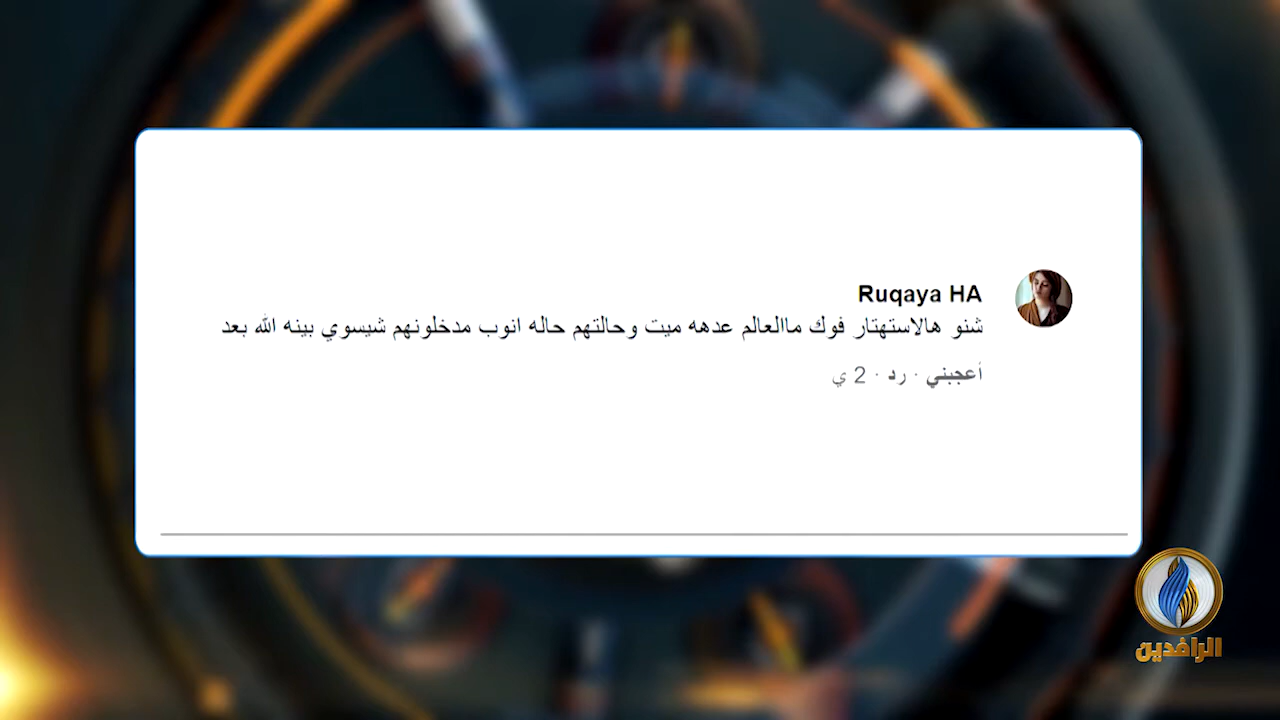 Ruqaya HA
شنو هالاستهتار فوك ماالعالم عدهه ميت وحالتهم حاله انوب مدخلونهم شيسوي بينه الله بعد
أعجبني · رد · 2 ي
الرافدين